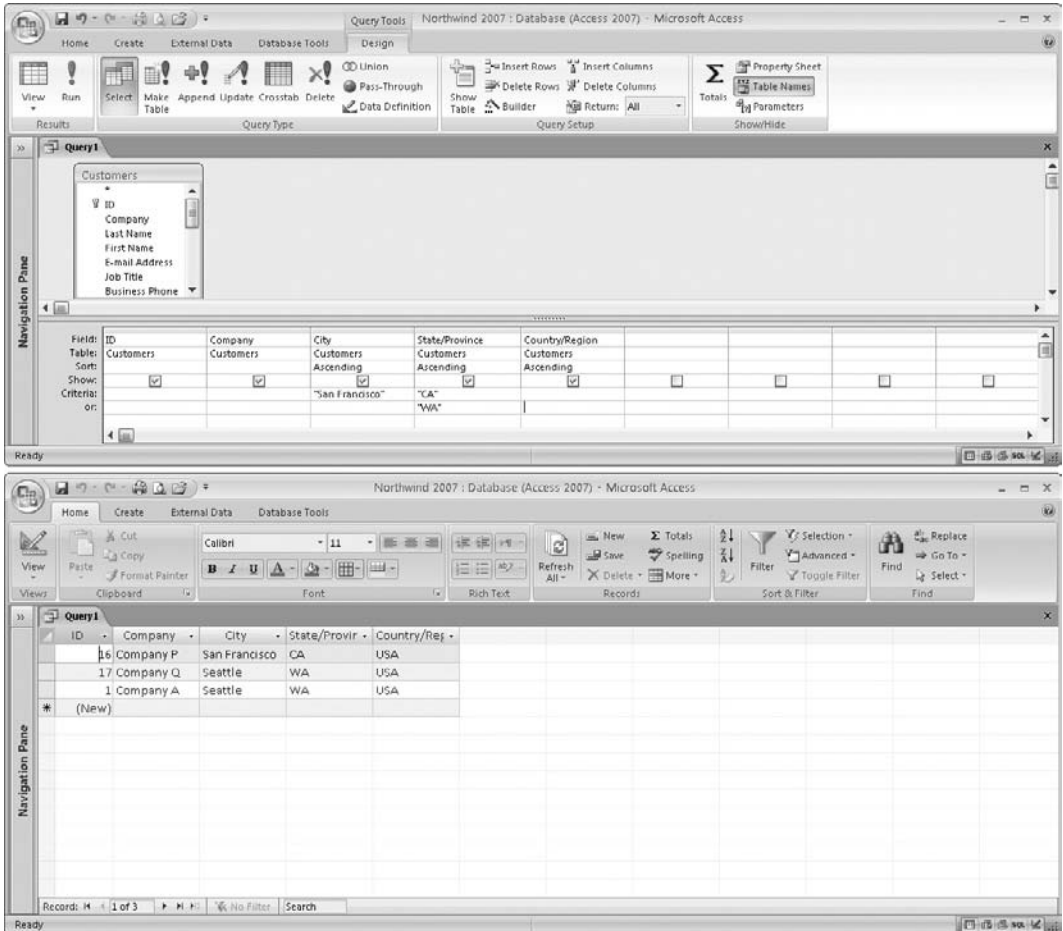 Query Tools Northwind 2007 : Database (Access 2007) - Microsoft Access
Home Create External Data Database Tools Design
View Run Select Make Table Append Update Crosstab Delete
Union
Pass-Through
Data Definition
Show Table
Insert Rows
Delete Rows
Builder
Insert Columns
Delete Columns
Return: All
Totals
Property Sheet
Table Names
Parameters
Results Query Type Query Setup Show/Hide
Query1
Navigation Pane
Customers
*
ID
Company
Last Name
First Name
E-mail Address
Job Title
Business Phone
Field: ID Company City State/Province Country/Region
Table: Customers Customers Customers Customers Customers
Sort: Ascending Ascending Ascending
Show:
Criteria: "San Francisco" "CA"
or: "WA"
Ready SQL
Northwind 2007 : Database (Access 2007) - Microsoft Access
Home Create External Data Database Tools
View
Paste
Cut
Copy
Format Painter
Calibri 11
B I U A
Refresh All
New
Save
Delete
Totals
Spelling
More
Filter
Selection
Advanced
Toggle Filter
Find
Replace
Go To
Select
Views Clipboard Font Rich Text Records Sort & Filter Find
Query1
Navigation Pane
ID Company City State/Provir Country/Reg
16 Company P San Francisco CA USA
17 Company Q Seattle WA USA
1 Company A Seattle WA USA
* (New)
Record: 1 of 3 No Filter Search
Ready SQL